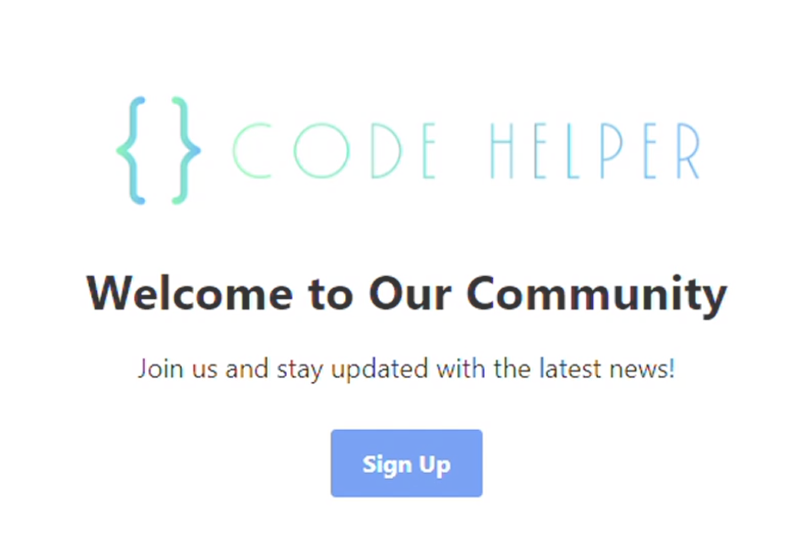 { } CODE HELPER
Welcome to Our Community
Join us and stay updated with the latest news!
Sign Up